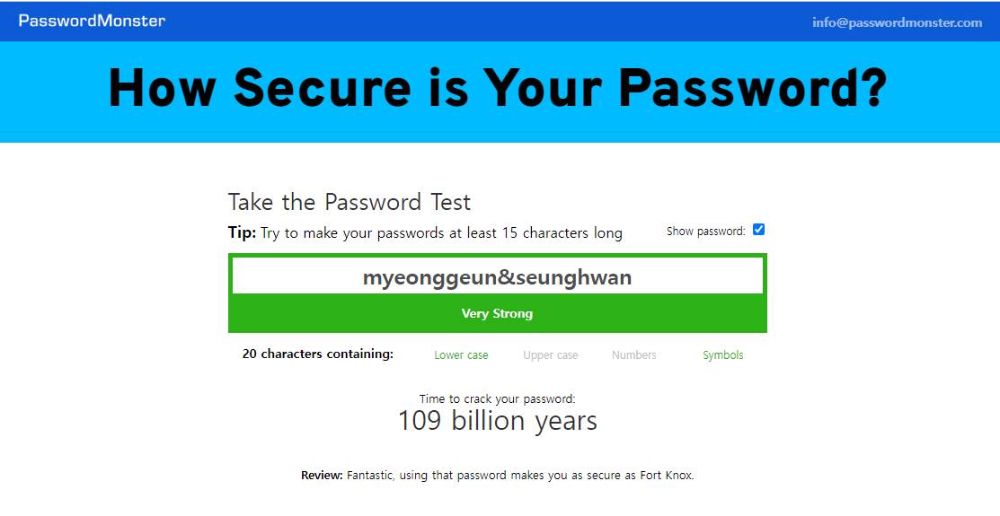 PasswordMonster
info@passwordmonster.com
How Secure is Your Password?
Take the Password Test
Tip: Try to make your passwords at least 15 characters long
Show password:
myeonggeun&seunghwan
Very Strong
20 characters containing: Lower case Upper case Numbers Symbols
Time to crack your password:
109 billion years
Review: Fantastic, using that password makes you as secure as Fort Knox.